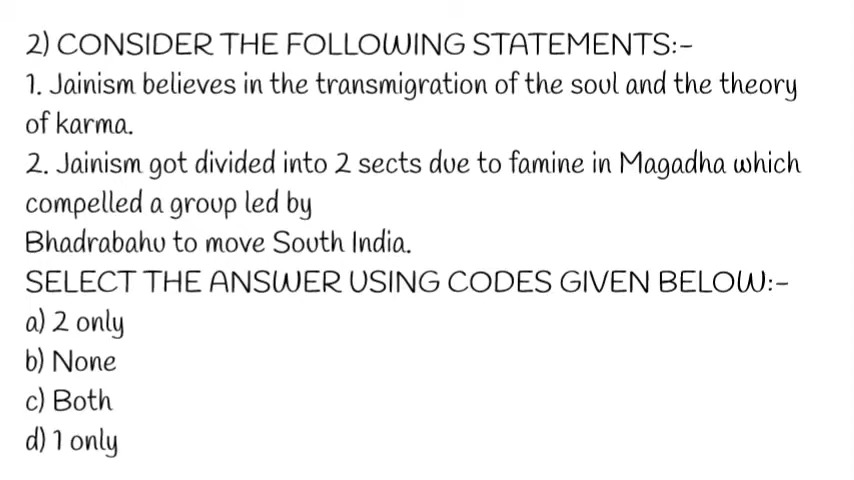 2) CONSIDER THE FOLLOWING STATEMENTS:-
1. Jainism believes in the transmigration of the soul and the theory
of karma.
2. Jainism got divided into 2 sects due to famine in Magadha which
compelled a group led by
Bhadrabahu to move South India.
SELECT THE ANSWER USING CODES GIVEN BELOW:-
a) 2 only
b) None
c) Both
d) 1 only